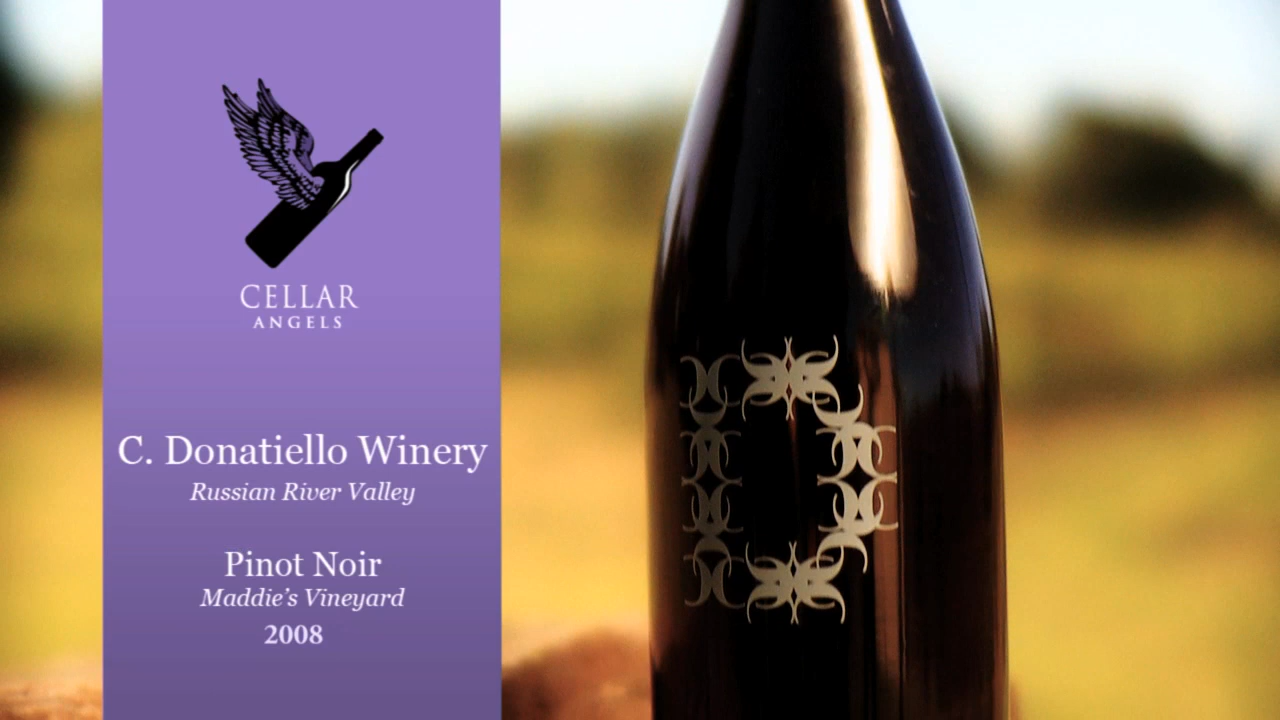 CELLAR
ANGELS
C. Donatiello Winery
Russian River Valley
Pinot Noir
Maddie's Vineyard
2008
D